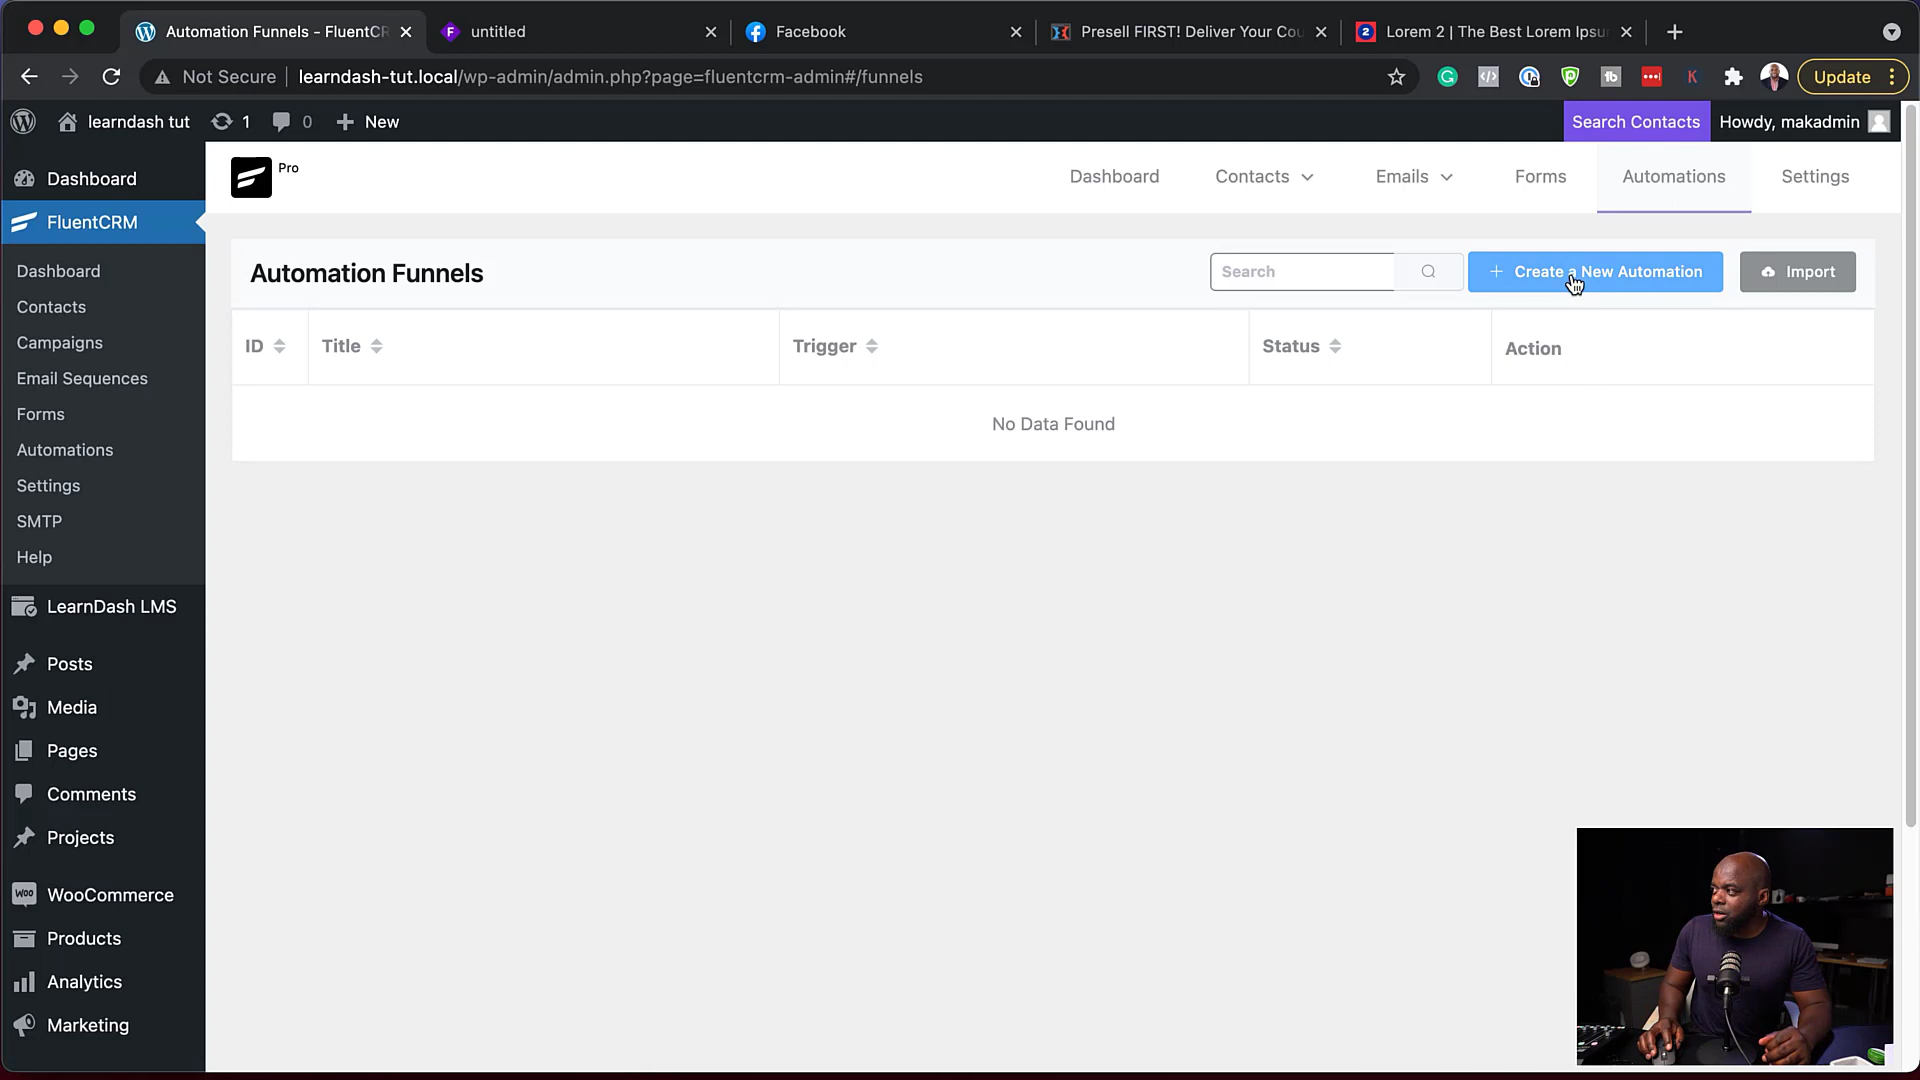 Automation Funnels - FluentCR
untitled
Facebook
Presell FIRST! Deliver Your Cou
Lorem 2 | The Best Lorem Ipsu
Not Secure
learndash-tut.local/wp-admin/admin.php?page=fluentcrm-admin#/funnels
Update
learndash tut
1
0
New
Search Contacts
Howdy, makadmin
Dashboard
FluentCRM
Dashboard
Contacts
Campaigns
Email Sequences
Forms
Automations
Settings
SMTP
Help
LearnDash LMS
Posts
Media
Pages
Comments
Projects
WooCommerce
Products
Analytics
Marketing
Pro
Dashboard
Contacts
Emails
Forms
Automations
Settings
Automation Funnels
Search
+ Create a New Automation
Import
ID
Title
Trigger
Status
Action
No Data Found